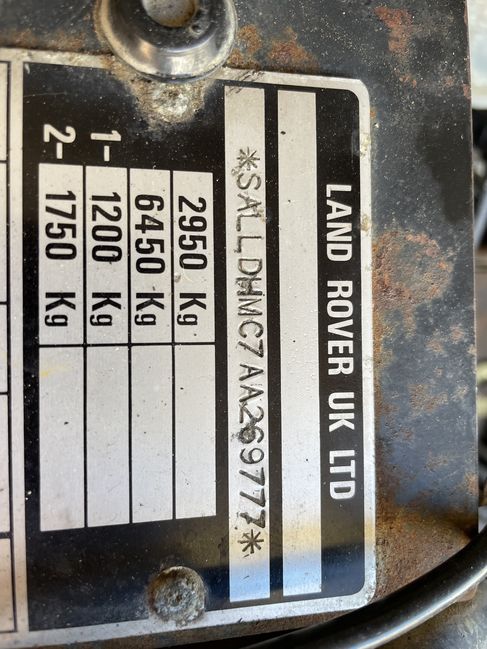 LAND ROVER UK LTD
*SALLDHMC7AA269777*
2950 Kg
6450 Kg
1- 1200 Kg
2- 1750 Kg